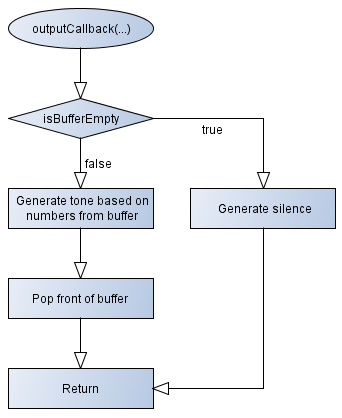 outputCallback(...)
isBufferEmpty
true
false
Generate tone based on
numbers from buffer
Generate silence
Pop front of buffer
Return